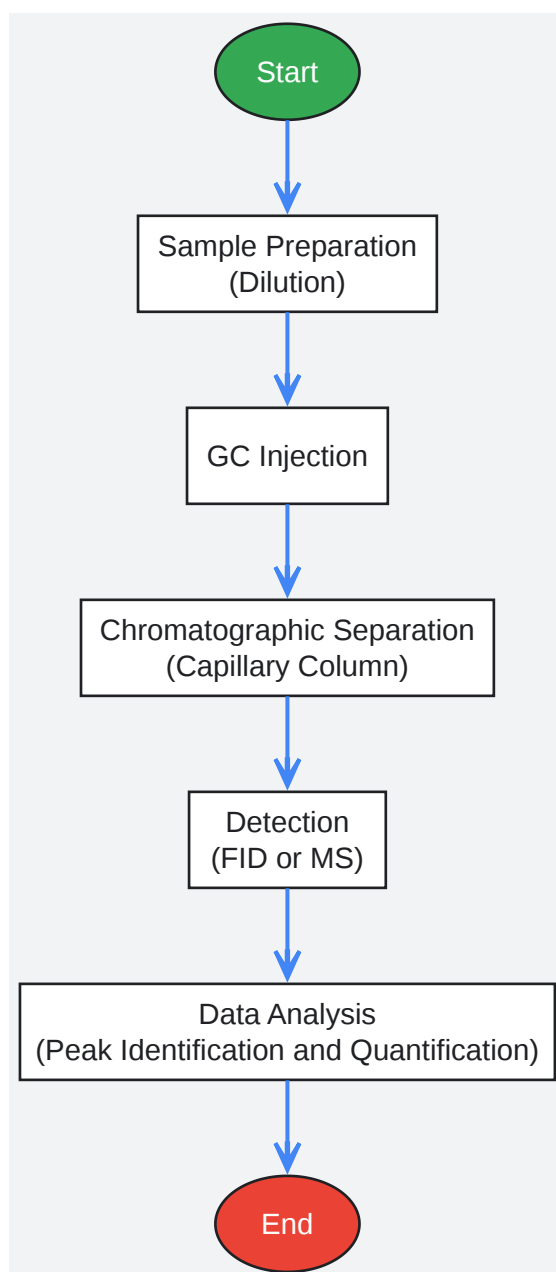 Start
Sample Preparation
(Dilution)
GC Injection
Chromatographic Separation
(Capillary Column)
Detection
(FID or MS)
Data Analysis
(Peak Identification and Quantification)
End